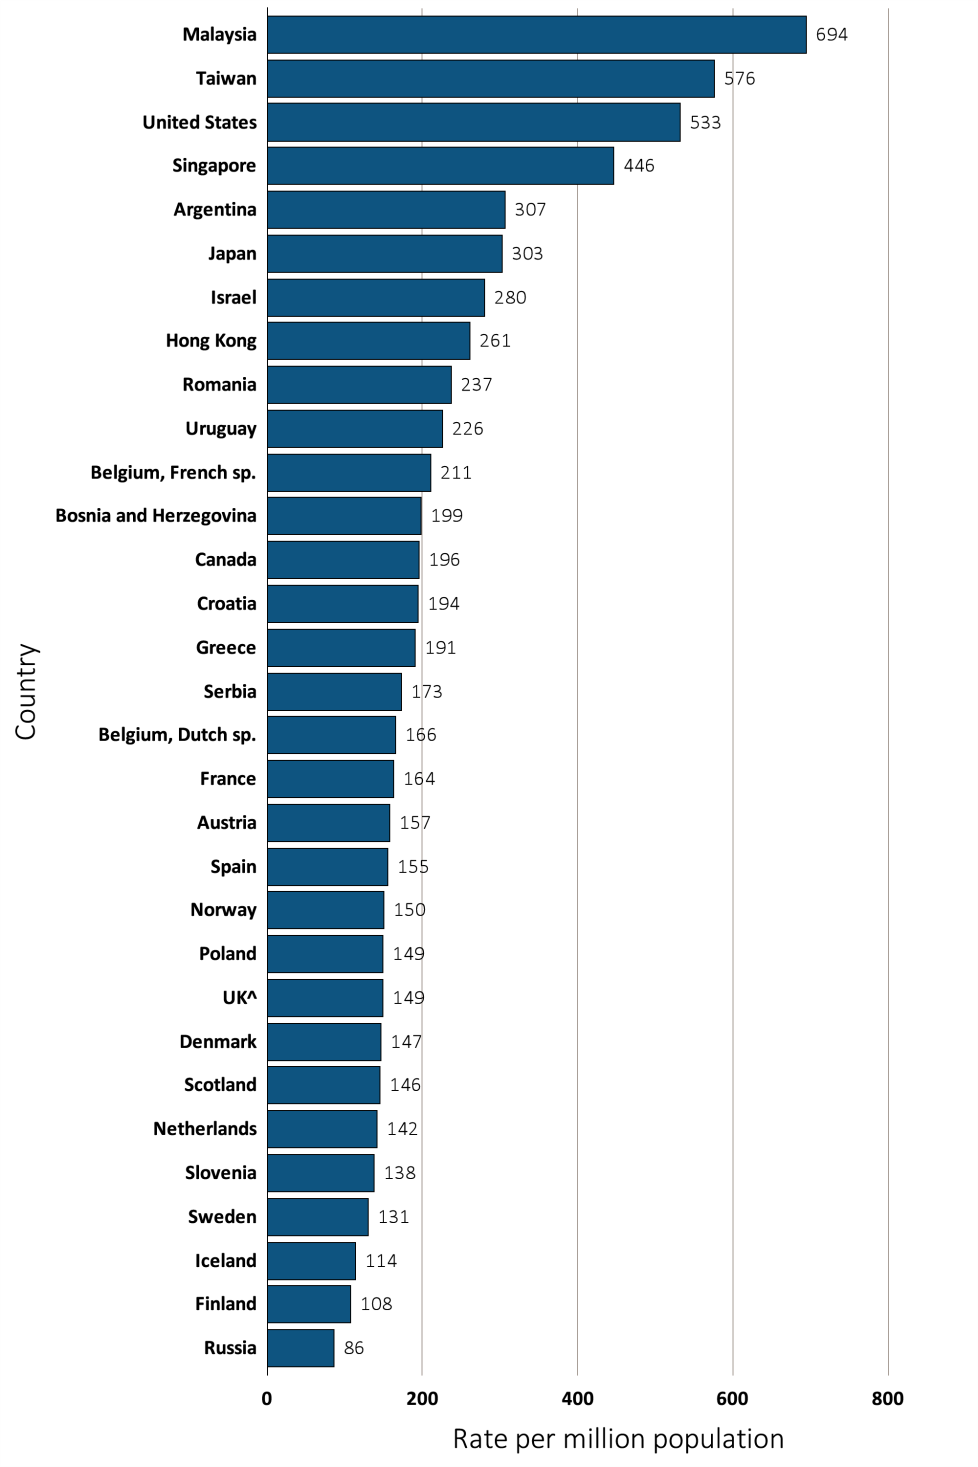 Malaysia 694
Taiwan 576
United States 533
Singapore 446
Argentina 307
Japan 303
Israel 280
Hong Kong 261
Romania 237
Uruguay 226
Belgium, French sp. 211
Bosnia and Herzegovina 199
Canada 196
Croatia 194
Greece 191
Serbia 173
Belgium, Dutch sp. 166
France 164
Austria 157
Spain 155
Norway 150
Poland 149
UK^ 149
Denmark 147
Scotland 146
Netherlands 142
Slovenia 138
Sweden 131
Iceland 114
Finland 108
Russia 86
Country
0 200 400 600 800
Rate per million population